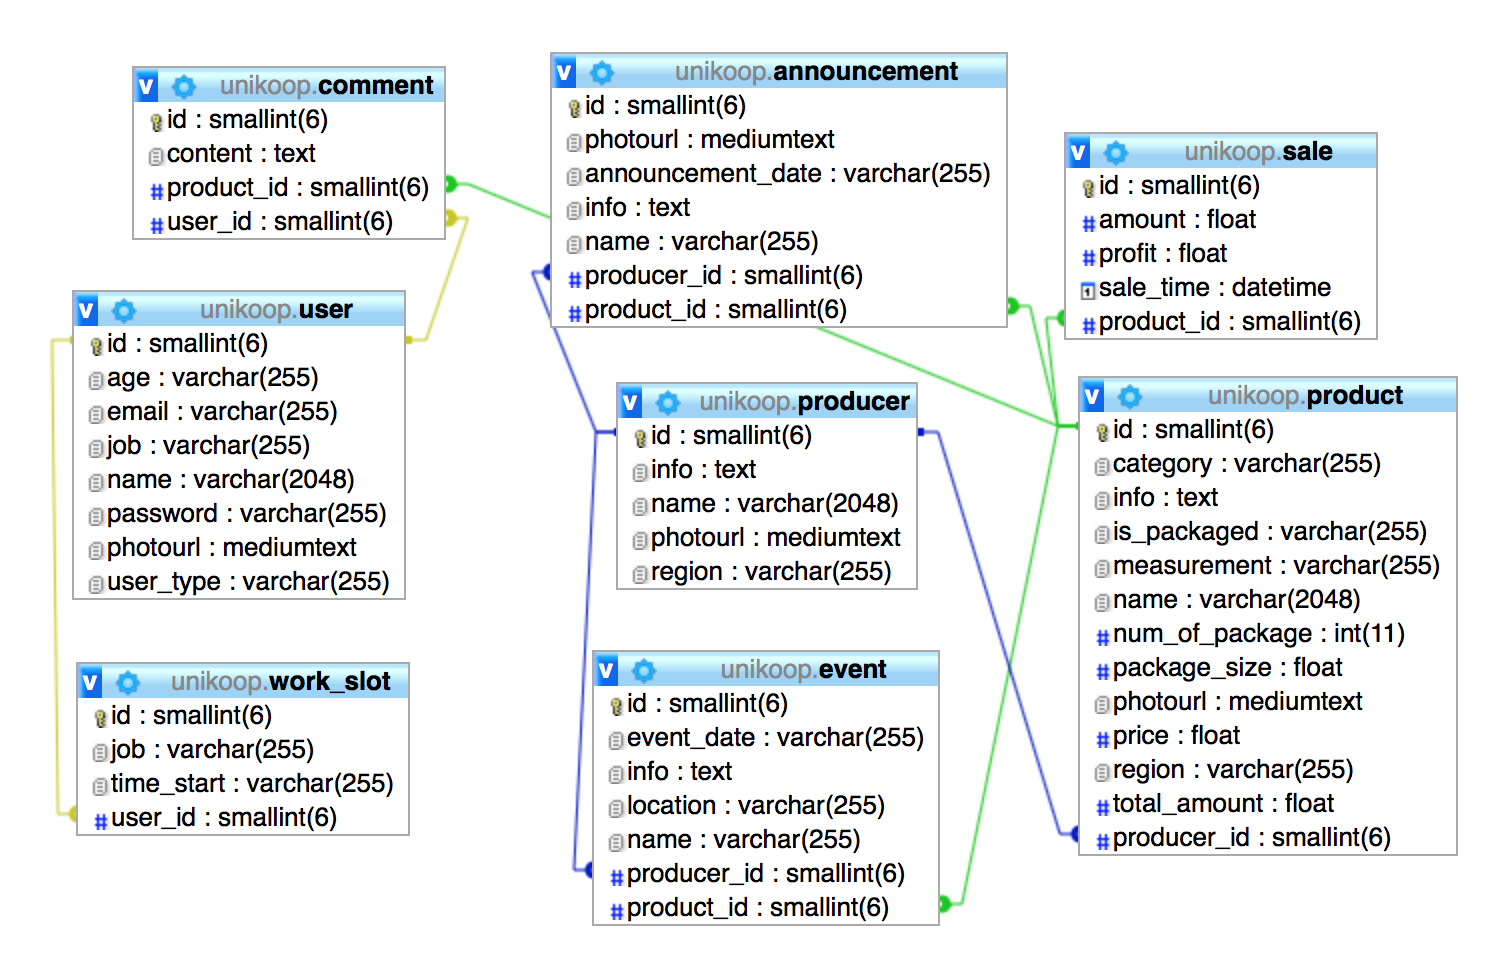 v unikoop.comment
id : smallint(6)
content : text
product_id : smallint(6)
user_id : smallint(6)
v unikoop.announcement
id : smallint(6)
photourl : mediumtext
announcement_date : varchar(255)
info : text
name : varchar(255)
producer_id : smallint(6)
product_id : smallint(6)
v unikoop.sale
id : smallint(6)
amount : float
profit : float
sale_time : datetime
product_id : smallint(6)
v unikoop.user
id : smallint(6)
age : varchar(255)
email : varchar(255)
job : varchar(255)
name : varchar(2048)
password : varchar(255)
photourl : mediumtext
user_type : varchar(255)
v unikoop.producer
id : smallint(6)
info : text
name : varchar(2048)
photourl : mediumtext
region : varchar(255)
v unikoop.product
id : smallint(6)
category : varchar(255)
info : text
is_packaged : varchar(255)
measurement : varchar(255)
name : varchar(2048)
num_of_package : int(11)
package_size : float
photourl : mediumtext
price : float
region : varchar(255)
total_amount : float
producer_id : smallint(6)
v unikoop.work_slot
id : smallint(6)
job : varchar(255)
time_start : varchar(255)
user_id : smallint(6)
v unikoop.event
id : smallint(6)
event_date : varchar(255)
info : text
location : varchar(255)
name : varchar(255)
producer_id : smallint(6)
product_id : smallint(6)